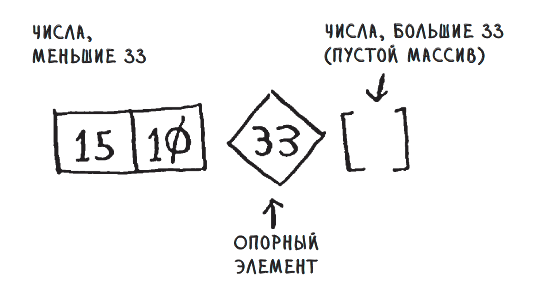 ЧИСЛА,
МЕНЬШИЕ 33
ЧИСЛА, БОЛЬШИЕ 33
(ПУСТОЙ МАССИВ)
15 10 33 [ ]
ОПОРНЫЙ
ЭЛЕМЕНТ